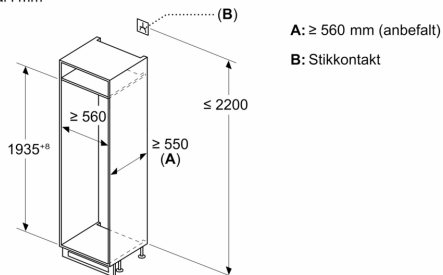 (B)
A: ≥ 560 mm (anbefalt)
B: Stikkontakt
≤ 2200
≥ 560
≥ 550
(A)
1935+8